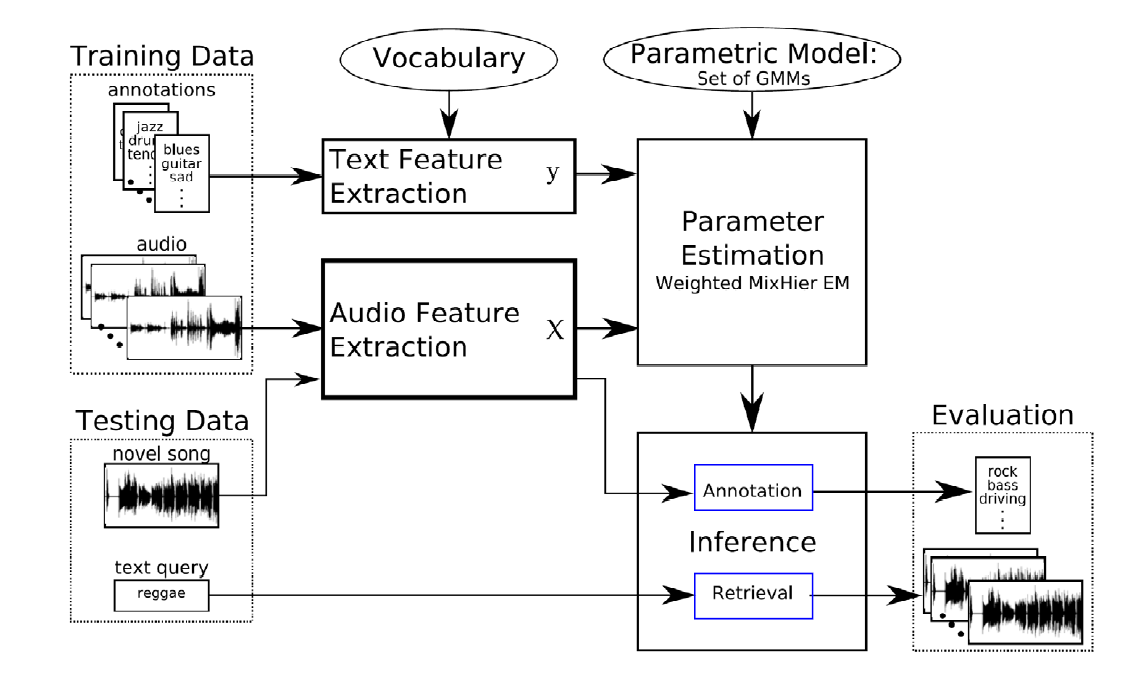 Training Data
annotations
jazz
blues
guitar
sad
audio
Testing Data
novel song
text query
reggae
Vocabulary
Text Feature
Extraction
y
Audio Feature
Extraction
X
Parametric Model:
Set of GMMs
Parameter
Estimation
Weighted MixHier EM
Annotation
Inference
Retrieval
Evaluation
rock
bass
driving